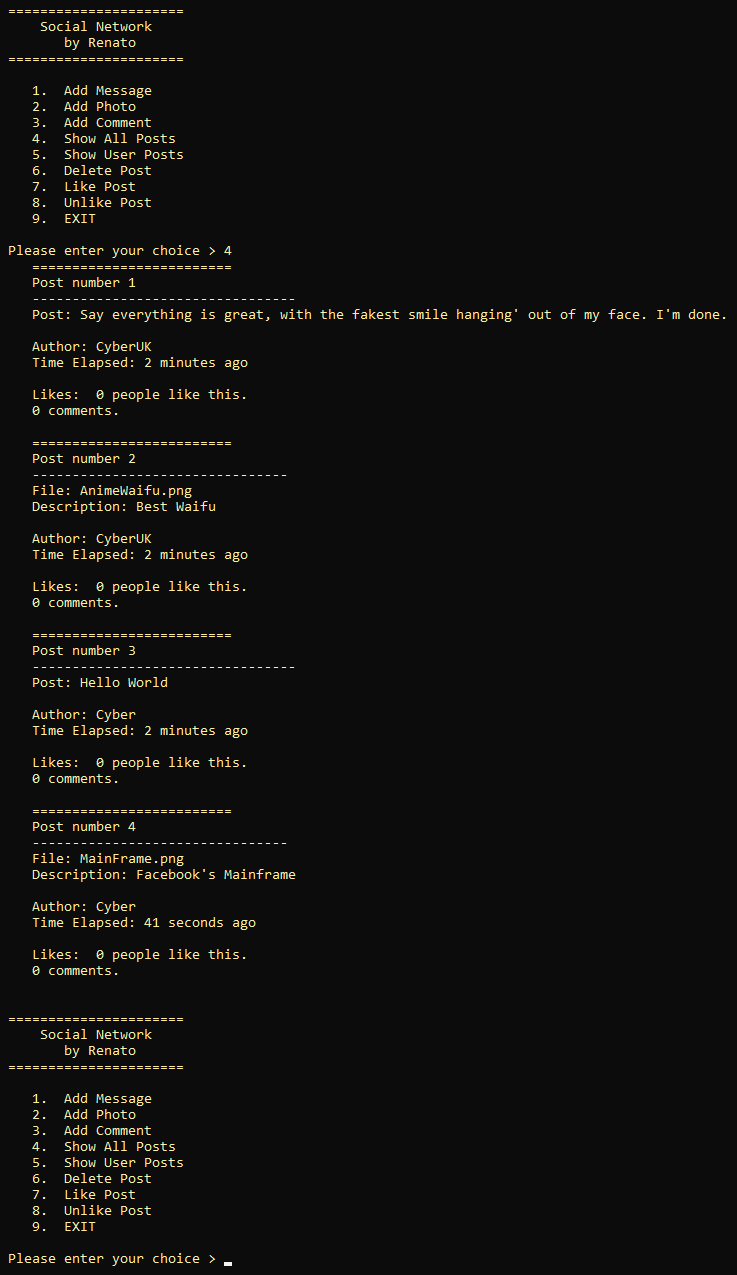 ======================
    Social Network
       by Renato
======================

   1.  Add Message
   2.  Add Photo
   3.  Add Comment
   4.  Show All Posts
   5.  Show User Posts
   6.  Delete Post
   7.  Like Post
   8.  Unlike Post
   9.  EXIT

Please enter your choice > 4
   =========================
   Post number 1
   ---------------------------------
   Post: Say everything is great, with the fakest smile hanging' out of my face. I'm done.

   Author: CyberUK
   Time Elapsed: 2 minutes ago

   Likes:  0 people like this.
   0 comments.

   =========================
   Post number 2
   --------------------------------
   File: AnimeWaifu.png
   Description: Best Waifu

   Author: CyberUK
   Time Elapsed: 2 minutes ago

   Likes:  0 people like this.
   0 comments.

   =========================
   Post number 3
   ---------------------------------
   Post: Hello World

   Author: Cyber
   Time Elapsed: 2 minutes ago

   Likes:  0 people like this.
   0 comments.

   =========================
   Post number 4
   --------------------------------
   File: MainFrame.png
   Description: Facebook's Mainframe

   Author: Cyber
   Time Elapsed: 41 seconds ago

   Likes:  0 people like this.
   0 comments.


======================
    Social Network
       by Renato
======================

   1.  Add Message
   2.  Add Photo
   3.  Add Comment
   4.  Show All Posts
   5.  Show User Posts
   6.  Delete Post
   7.  Like Post
   8.  Unlike Post
   9.  EXIT

Please enter your choice > _